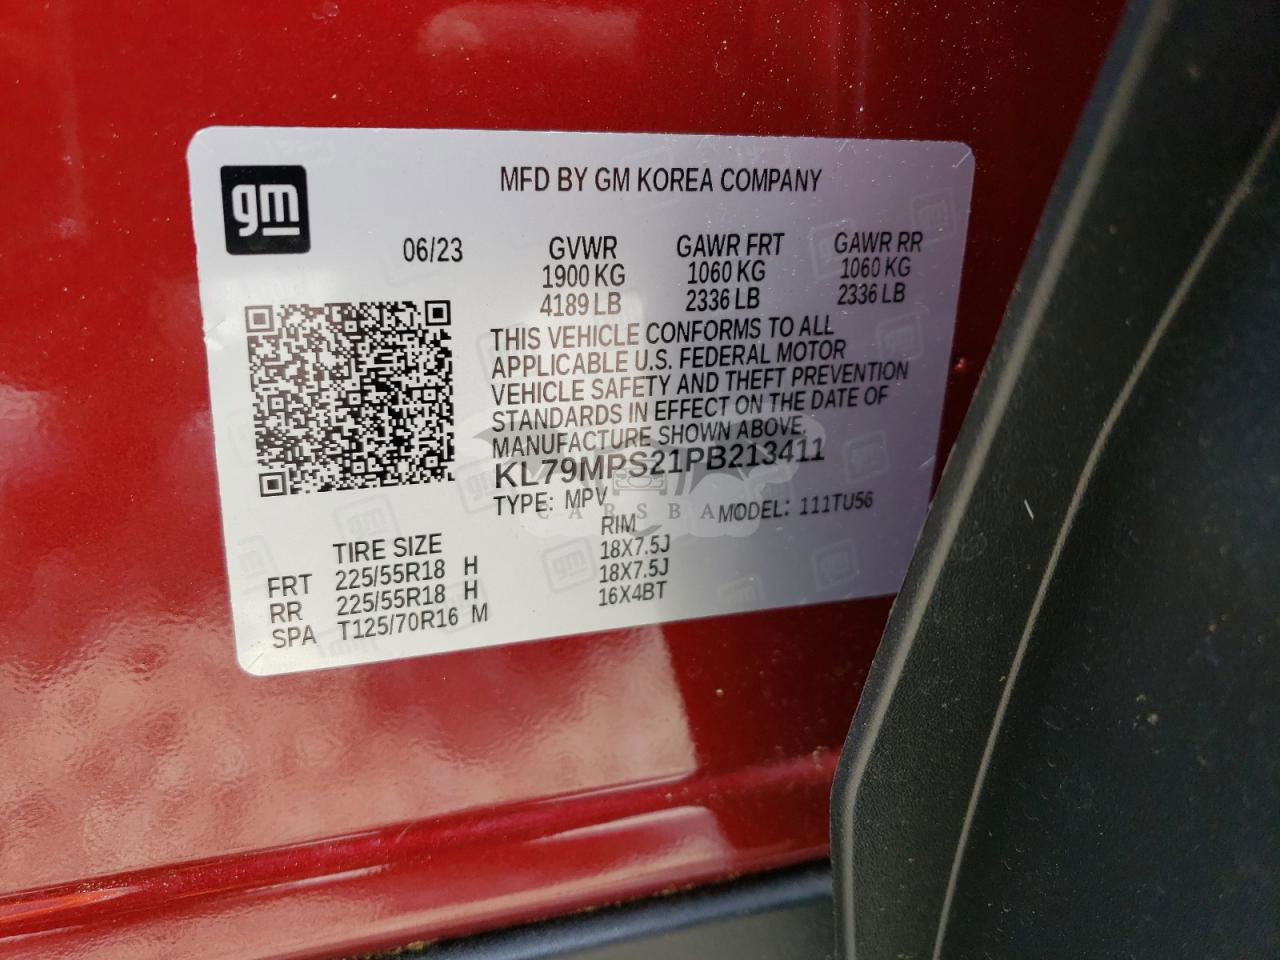 gm
MFD BY GM KOREA COMPANY
06/23 GVWR GAWR FRT GAWR RR
1900 KG 1060 KG 1060 KG
4189 LB 2336 LB 2336 LB
THIS VEHICLE CONFORMS TO ALL
APPLICABLE U.S. FEDERAL MOTOR
VEHICLE SAFETY AND THEFT PREVENTION
STANDARDS IN EFFECT ON THE DATE OF
MANUFACTURE SHOWN ABOVE.
KL79MPS21PB213411
TYPE: MPV MODEL: 111TU56
TIRE SIZE RIM
FRT 225/55R18 H 18X7.5J
RR 225/55R18 H 18X7.5J
SPA T125/70R16 M 16X4BT